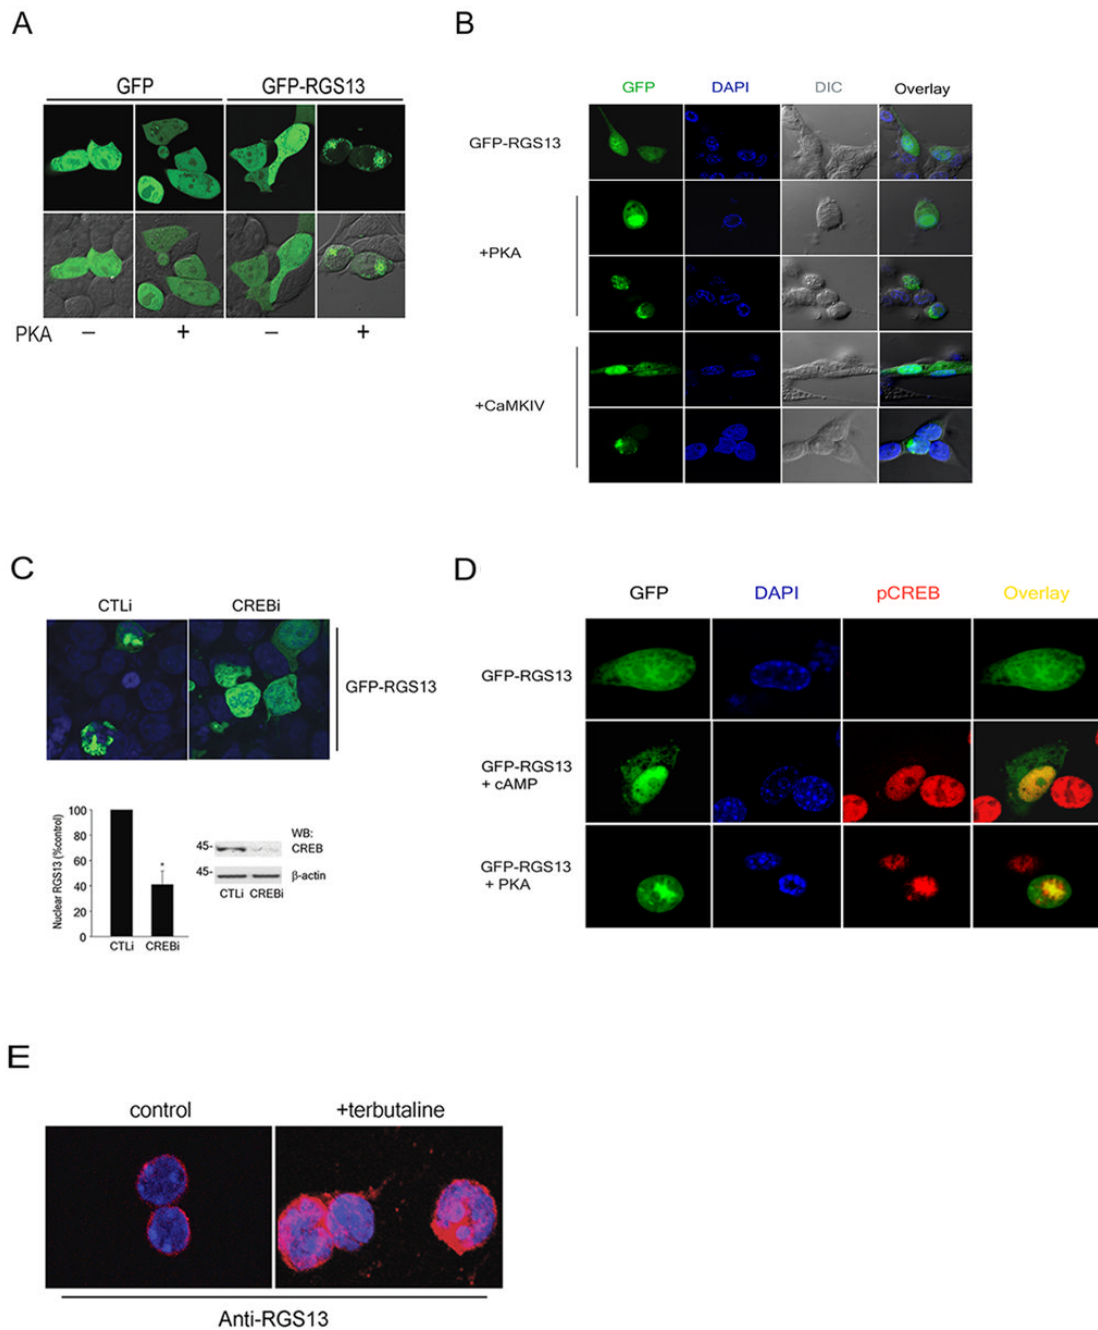 A
GFP GFP-RGS13
PKA − + − +
B
GFP DAPI DIC Overlay
GFP-RGS13
+PKA
+CaMKIV
C
CTLi CREBi
GFP-RGS13
Nuclear RGS13 (%control)
100
80
60
40
20
0
*
CTLi CREBi
WB:
45- CREB
45- β-actin
CTLi CREBi
D
GFP DAPI pCREB Overlay
GFP-RGS13
GFP-RGS13
+ cAMP
GFP-RGS13
+ PKA
E
control +terbutaline
Anti-RGS13